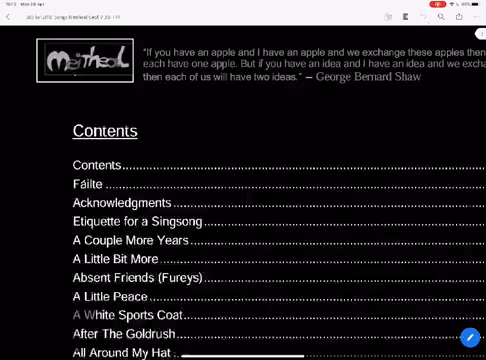 Meitheal
"If you have an apple and I have an apple and we exchange these apples then
each have one apple. But if you have an idea and I have an idea and we excha
then each of us will have two ideas." – George Bernard Shaw
Contents
Contents
Fáilte
Acknowledgments
Etiquette for a Singsong
A Couple More Years
A Little Bit More
Absent Friends (Fureys)
A Little Peace
A White Sports Coat
After The Goldrush
All Around My Hat